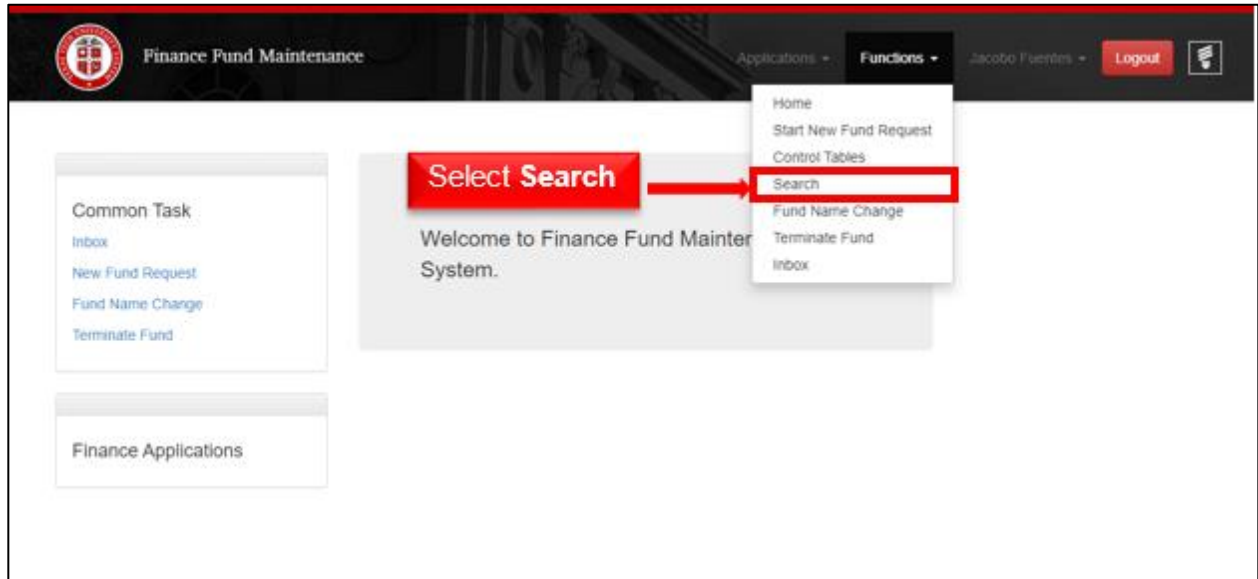 Finance Fund Maintenance
Applications
Functions
Jacobo Fuentes
Logout
Home
Start New Fund Request
Control Tables
Search
Fund Name Change
Terminate Fund
Inbox
Select Search
Welcome to Finance Fund Mainter
System.
Common Task
Inbox
New Fund Request
Fund Name Change
Terminate Fund
Finance Applications